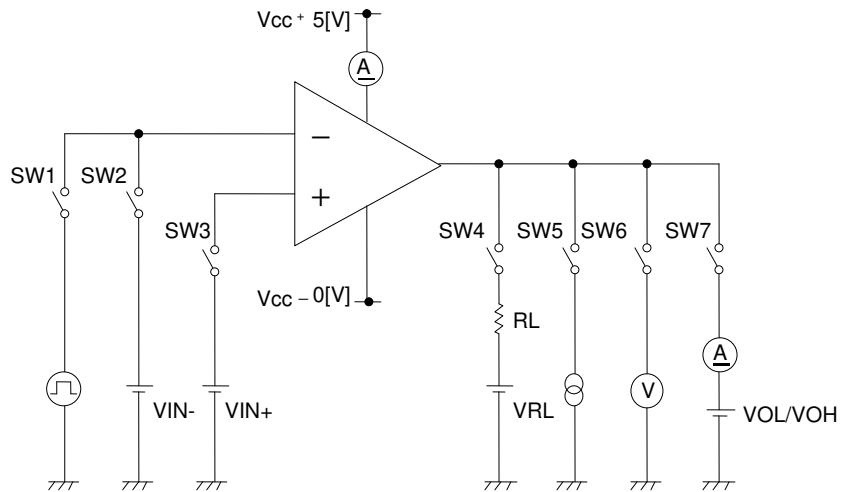 Vcc+ 5[V]
A
−
+
SW1
SW2
SW3
SW4
SW5
SW6
SW7
Vcc− 0[V]
RL
A
VIN-
VIN+
VRL
V
VOL/VOH